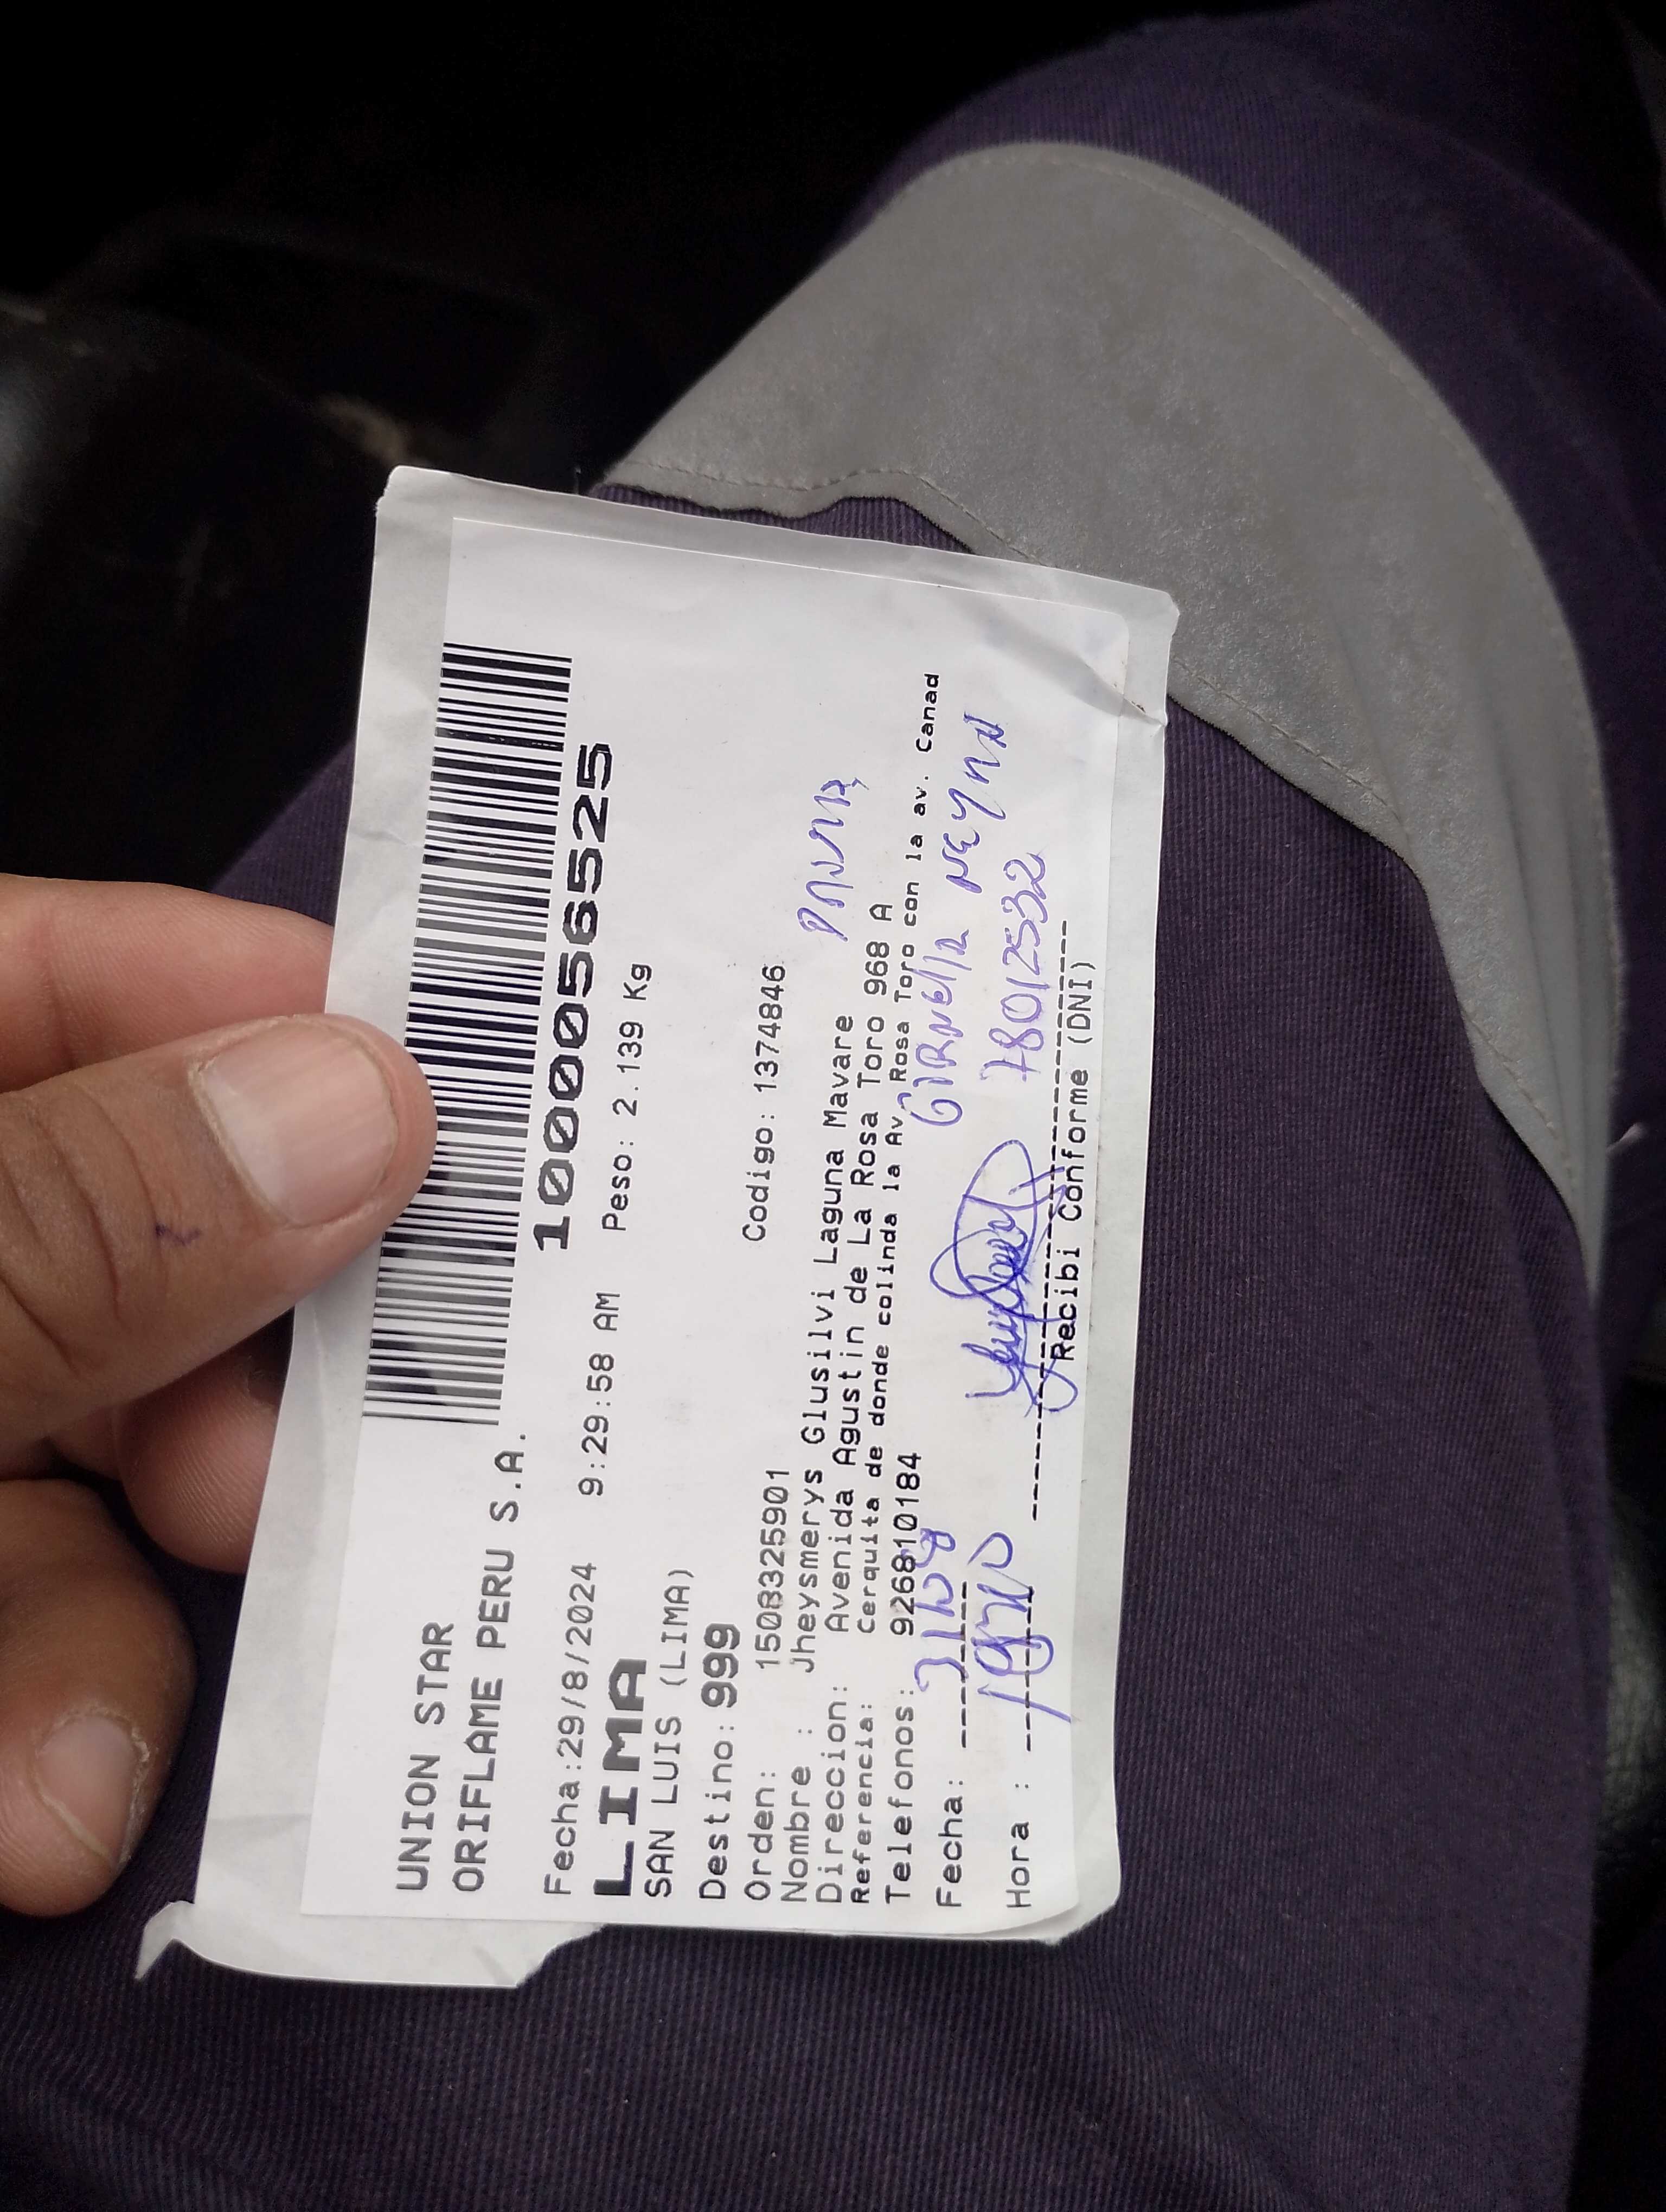 UNION STAR
ORIFLAME PERU S.A.
1000056525
Fecha:29/8/2024 9:29:58 AM Peso: 2.139 Kg
LIMA
SAN LUIS (LIMA)
Destino: 999
Orden: 1508325901 Codigo: 1374846
Nombre : Jheysmerys Glusilvi Laguna Mavare
Direccion: Avenida Agustin de La Rosa Toro 968 A
Referencia: Cerquita de donde colinda la Av Rosa Toro con la av. Canad
Telefonos: 926810184
Fecha:
Hora :
78012532
Recibi Conforme (DNI)